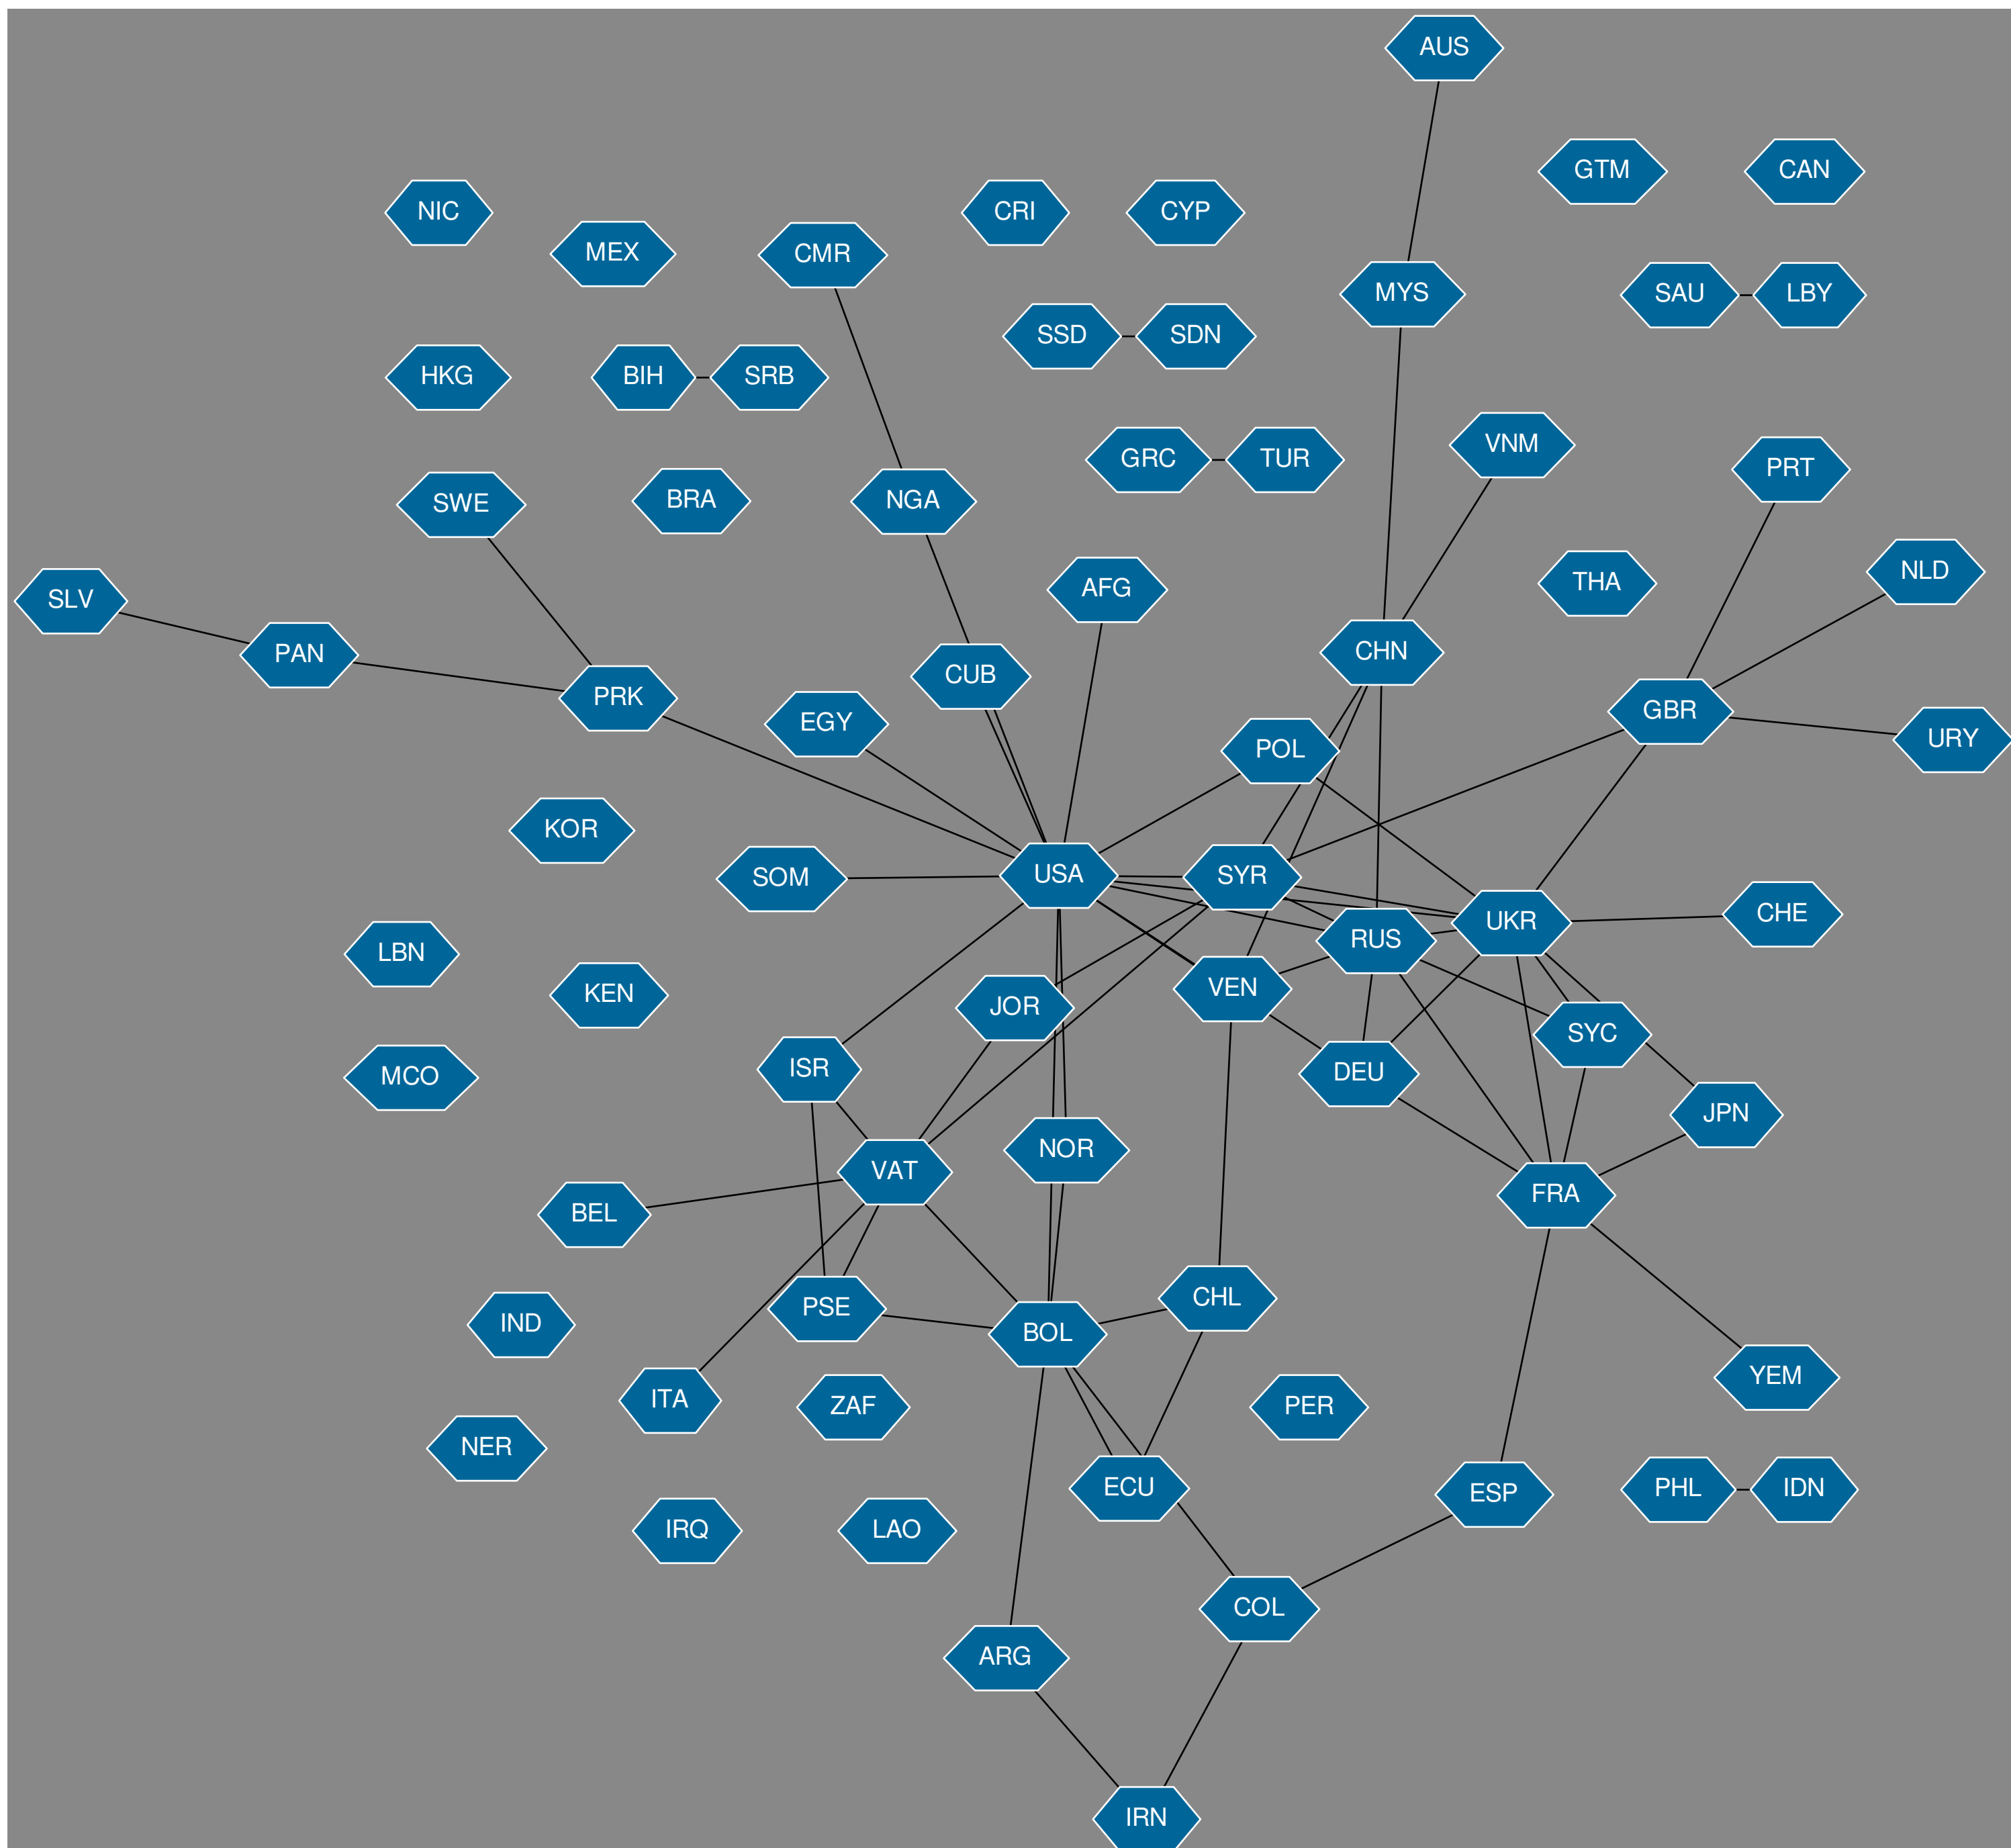 AUS
GTM
CAN
NIC
CRI
CYP
MEX
CMR
MYS
SAU
LBY
SSD
SDN
HKG
BIH
SRB
VNM
GRC
TUR
PRT
SWE
BRA
NGA
NLD
THA
AFG
SLV
PAN
CHN
CUB
PRK
GBR
EGY
URY
POL
KOR
USA
SYR
SOM
CHE
UKR
RUS
LBN
VEN
KEN
JOR
SYC
ISR
DEU
MCO
JPN
NOR
VAT
FRA
BEL
CHL
PSE
IND
BOL
YEM
ITA
ZAF
PER
NER
ECU
ESP
PHL
IDN
IRQ
LAO
COL
ARG
IRN